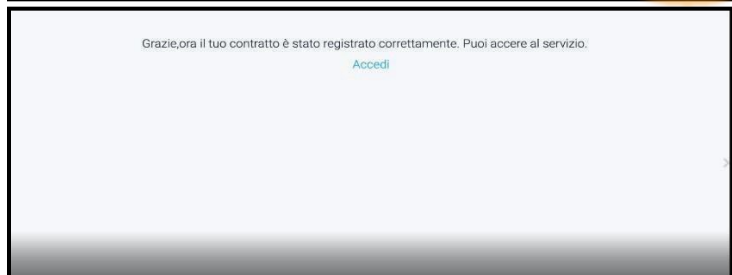 Grazie,ora il tuo contratto è stato registrato correttamente. Puoi accere al servizio.
Accedi